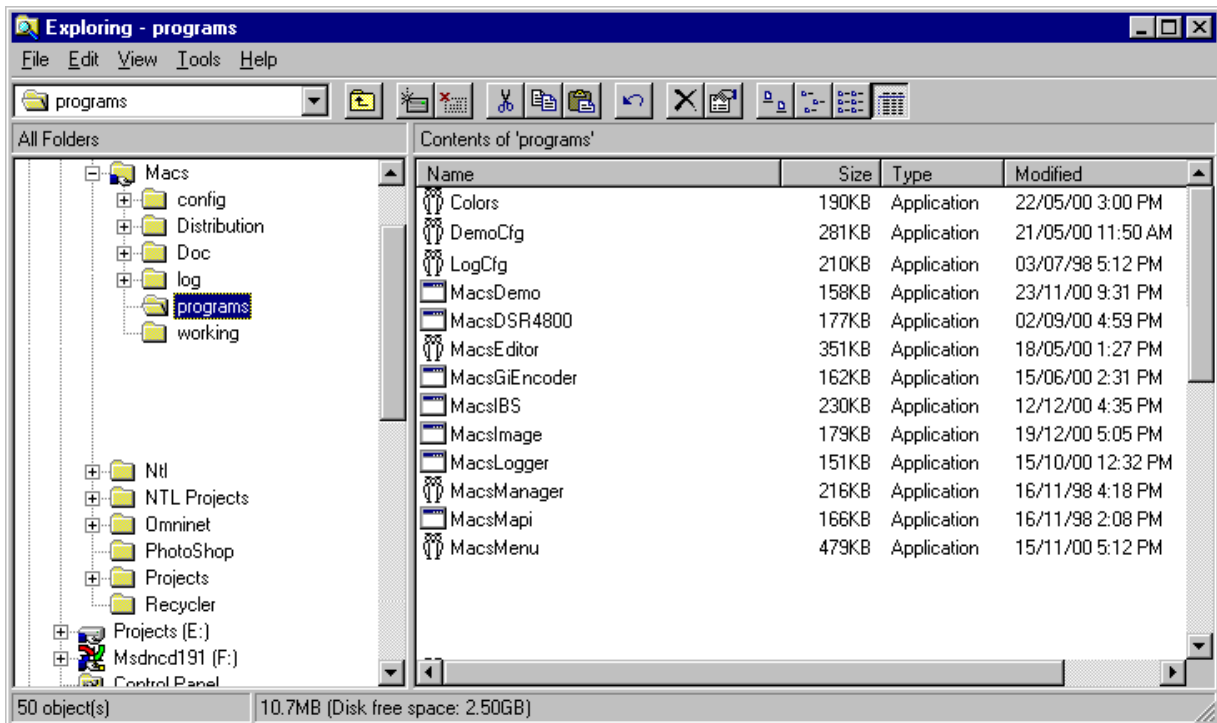 Exploring - programs
File Edit View Tools Help
programs
All Folders
Contents of 'programs'
Macs
config
Distribution
Doc
log
programs
working
Ntl
NTL Projects
Omninet
PhotoShop
Projects
Recycler
Projects (E:)
Msdncd191 (F:)
Control Panel
Name Size Type Modified
Colors 190KB Application 22/05/00 3:00 PM
DemoCfg 281KB Application 21/05/00 11:50 AM
LogCfg 210KB Application 03/07/98 5:12 PM
MacsDemo 158KB Application 23/11/00 9:31 PM
MacsDSR4800 177KB Application 02/09/00 4:59 PM
MacsEditor 351KB Application 18/05/00 1:27 PM
MacsGiEncoder 162KB Application 15/06/00 2:31 PM
MacsIBS 230KB Application 12/12/00 4:35 PM
MacsImage 179KB Application 19/12/00 5:05 PM
MacsLogger 151KB Application 15/10/00 12:32 PM
MacsManager 216KB Application 16/11/98 4:18 PM
MacsMapi 166KB Application 16/11/98 2:08 PM
MacsMenu 479KB Application 15/11/00 5:12 PM
50 object(s)
10.7MB (Disk free space: 2.50GB)